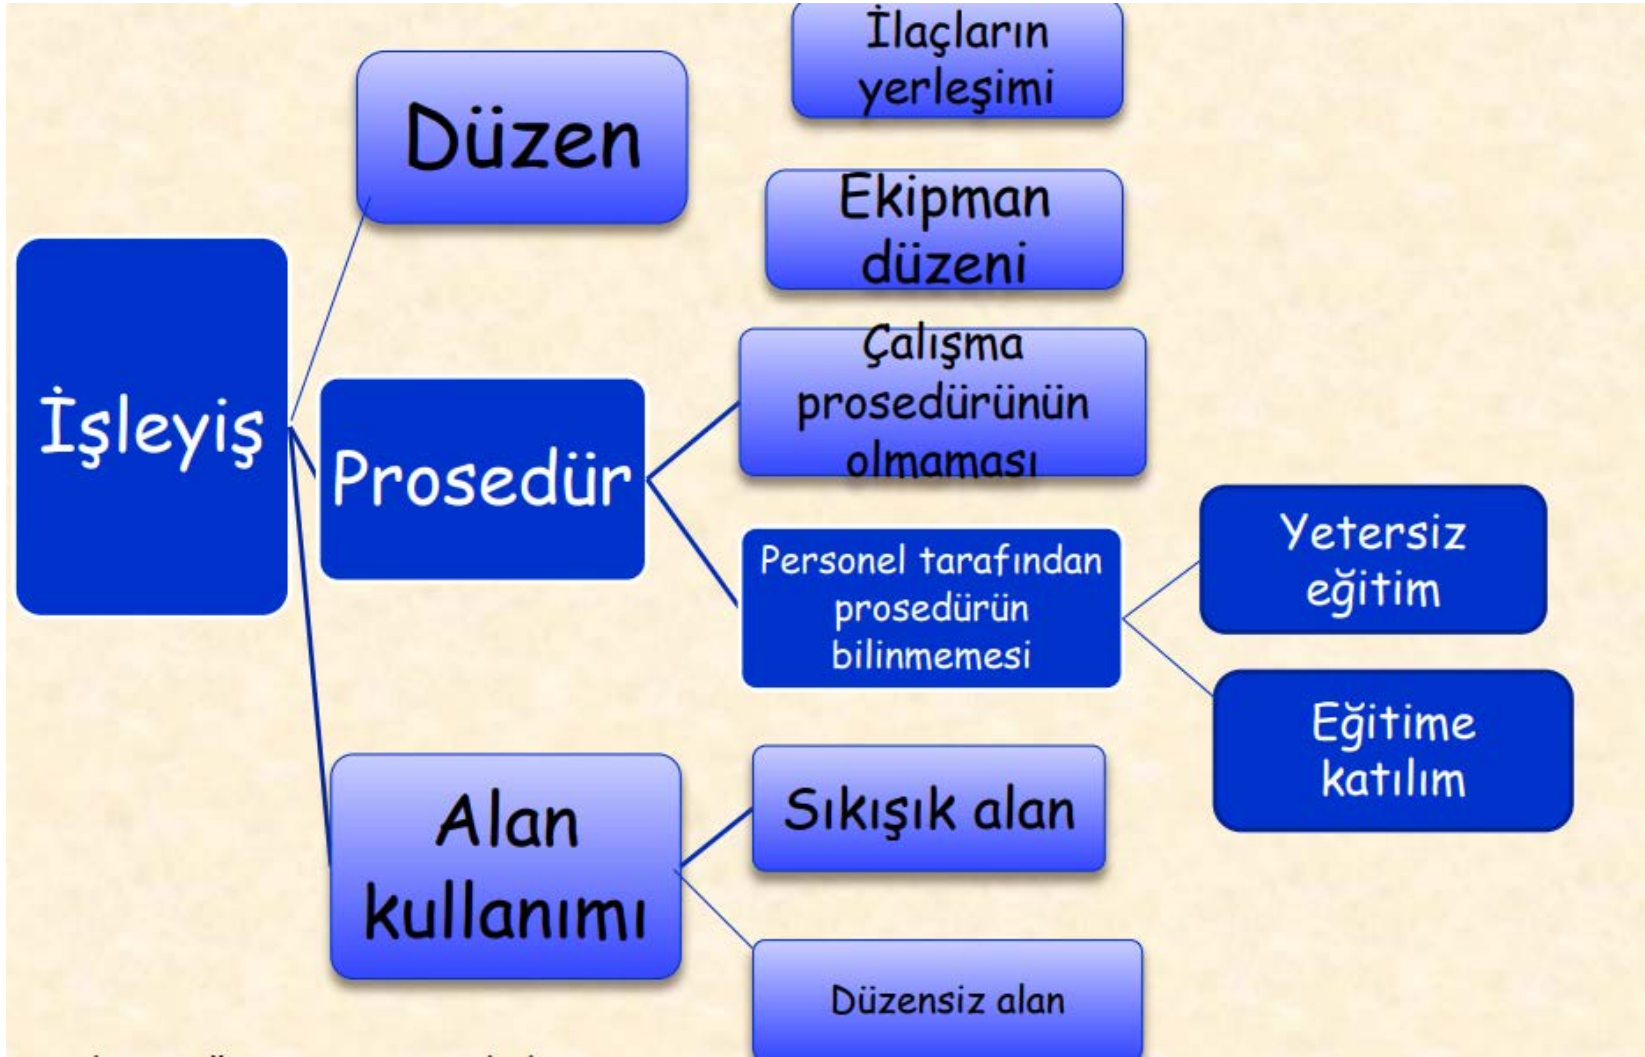 İlaçların
yerleşimi
Düzen
Ekipman
düzeni
İşleyiş
Prosedür
Çalışma
prosedürünün
olmaması
Personel tarafından
prosedürün
bilinmemesi
Yetersiz
eğitim
Eğitime
katılım
Alan
kullanımı
Sıkışık alan
Düzensiz alan